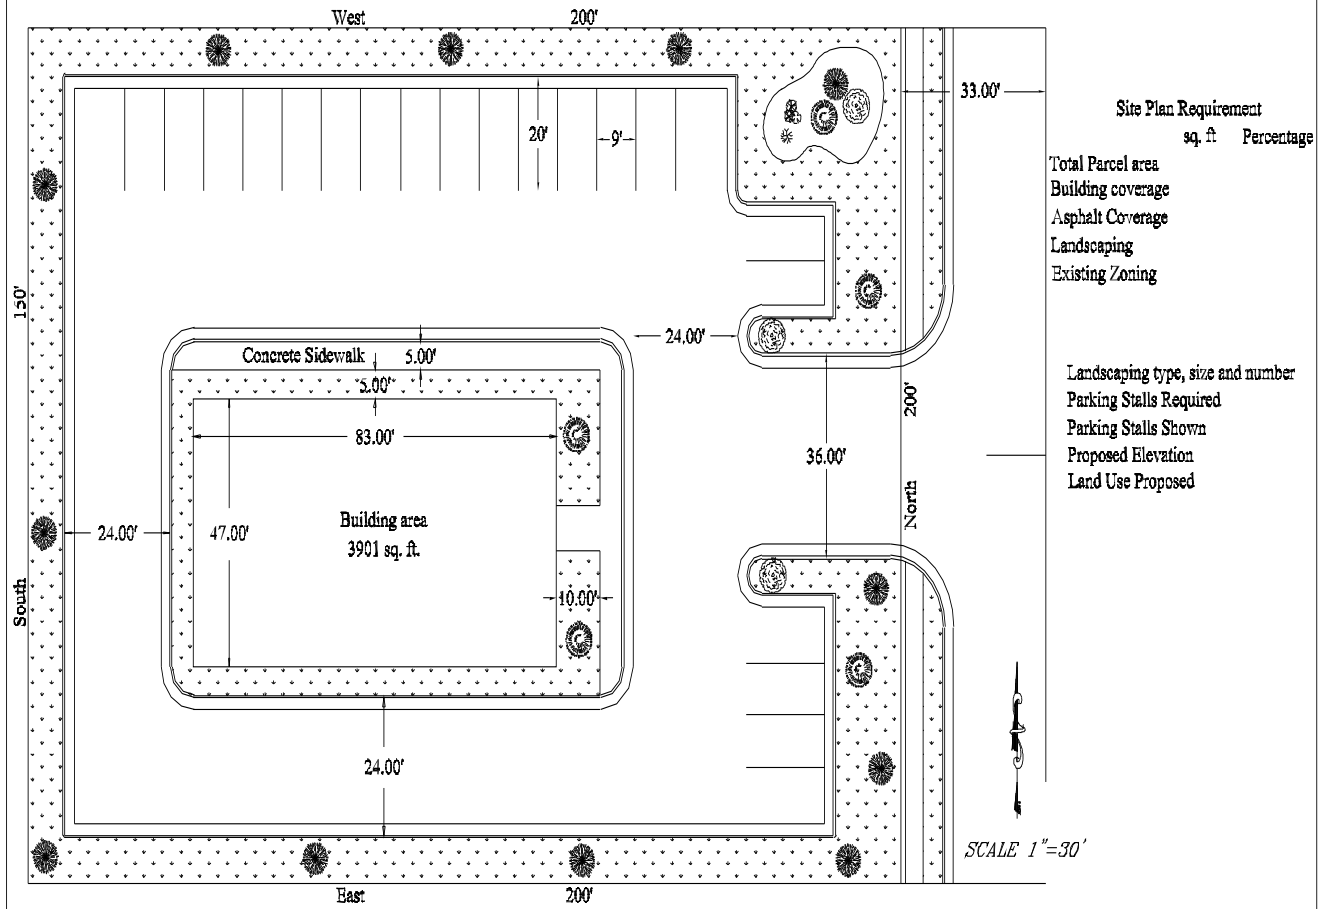 West 200'
33.00'
Site Plan Requirement
sq. ft Percentage
20'
9'
Total Parcel area
Building coverage
Asphalt Coverage
Landscaping
Existing Zoning
150'
24.00'
Concrete Sidewalk 5.00'
5.00'
Landscaping type, size and number
Parking Stalls Required
Parking Stalls Shown
Proposed Elevation
Land Use Proposed
200'
83.00'
36.00'
North
Building area
3901 sq. ft.
24.00'
47.00'
South
10.00'
24.00'
SCALE 1"=30'
East 200'